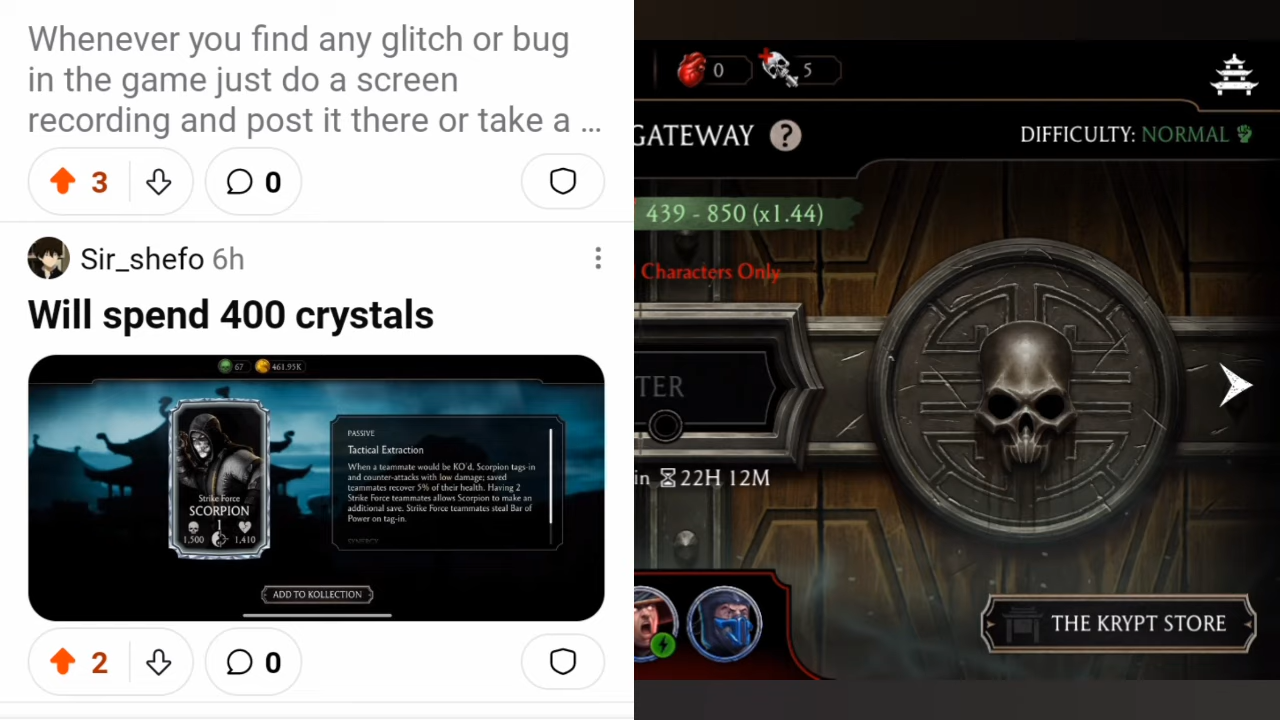 Whenever you find any glitch or bug
in the game just do a screen
recording and post it there or take a ...
3
0
Sir_shefo 6h
Will spend 400 crystals
67
461.95K
PASSIVE
Tactical Extraction
When a teammate would be KO'd, Scorpion tags-in
and counter-attacks with low damage; saved
teammates recover 5% of their health. Having 2
Strike Force teammates allows Scorpion to make an
additional save. Strike Force teammates steal Bar of
Power on tag-in.
SYNERGY
Strike Force
SCORPION
1
1,500
1,410
ADD TO KOLLECTION
2
0
0
5
GATEWAY ?
DIFFICULTY: NORMAL
439 - 850 (x1.44)
Characters Only
TER
in 22H 12M
THE KRYPT STORE